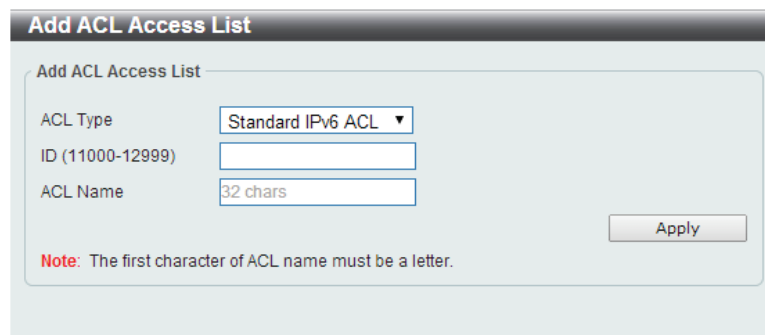 Add ACL Access List
Add ACL Access List
ACL Type Standard IPv6 ACL
ID (11000-12999)
ACL Name 32 chars
Apply
Note: The first character of ACL name must be a letter.